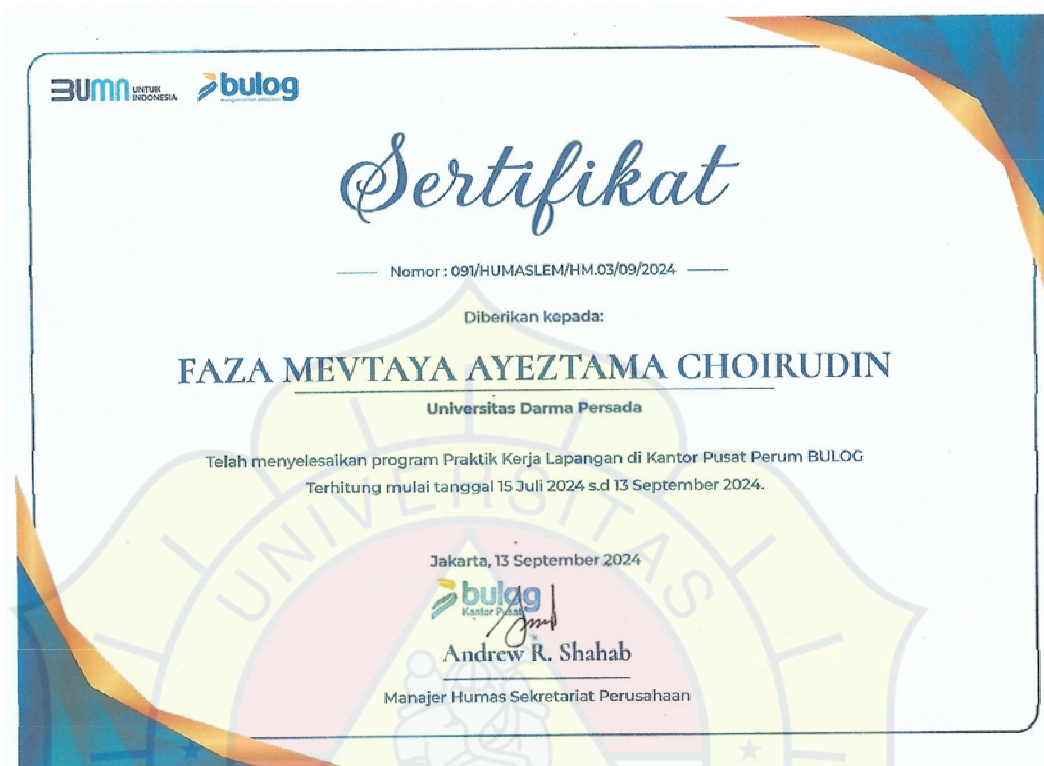 BUMN UNTUK INDONESIA
bulog
Sertifikat
Nomor : 091/HUMASLEM/HM.03/09/2024
Diberikan kepada:
FAZA MEVTAYA AYEZTAMA CHOIRUDIN
Universitas Darma Persada
Telah menyelesaikan program Praktik Kerja Lapangan di Kantor Pusat Perum BULOG
Terhitung mulai tanggal 15 Juli 2024 s.d 13 September 2024.
UNIVERSITAS
Jakarta, 13 September 2024
bulog
Kantor Pusat
Andrew R. Shahab
Manajer Humas Sekretariat Perusahaan